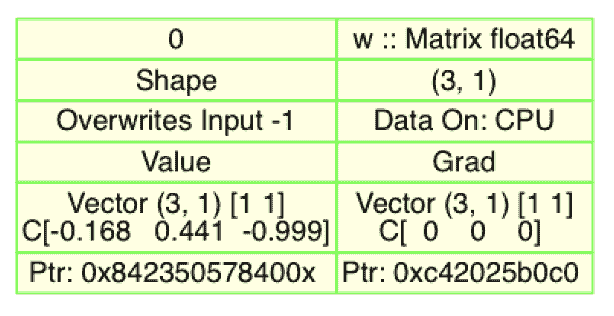 0 w :: Matrix float64
Shape (3, 1)
Overwrites Input -1 Data On: CPU
Value Grad
Vector (3, 1) [1 1] Vector (3, 1) [1 1]
C[-0.168 0.441 -0.999] C[ 0 0 0]
Ptr: 0x842350578400x Ptr: 0xc42025b0c0